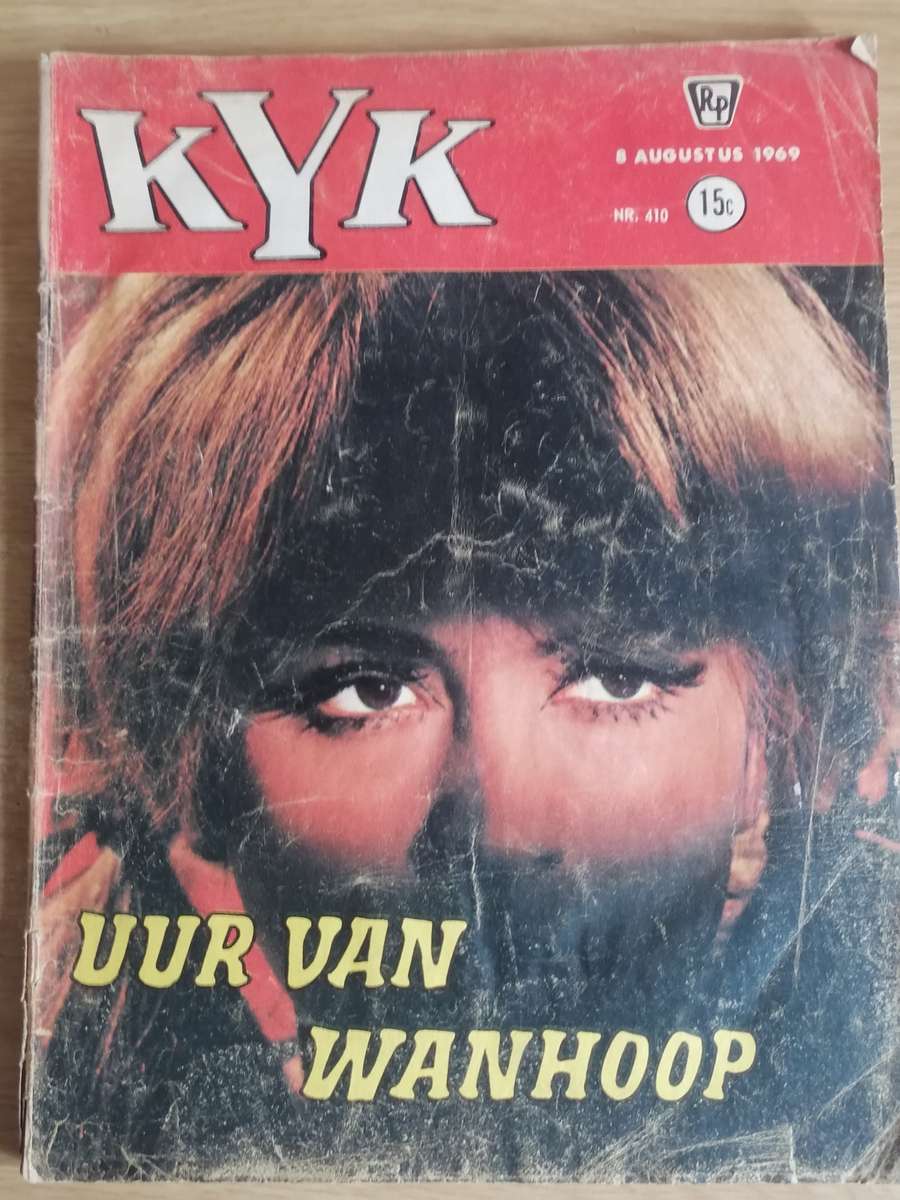 KYK
Rp
8 AUGUSTUS 1969
NR. 410
15c
UUR VAN
WANHOOP